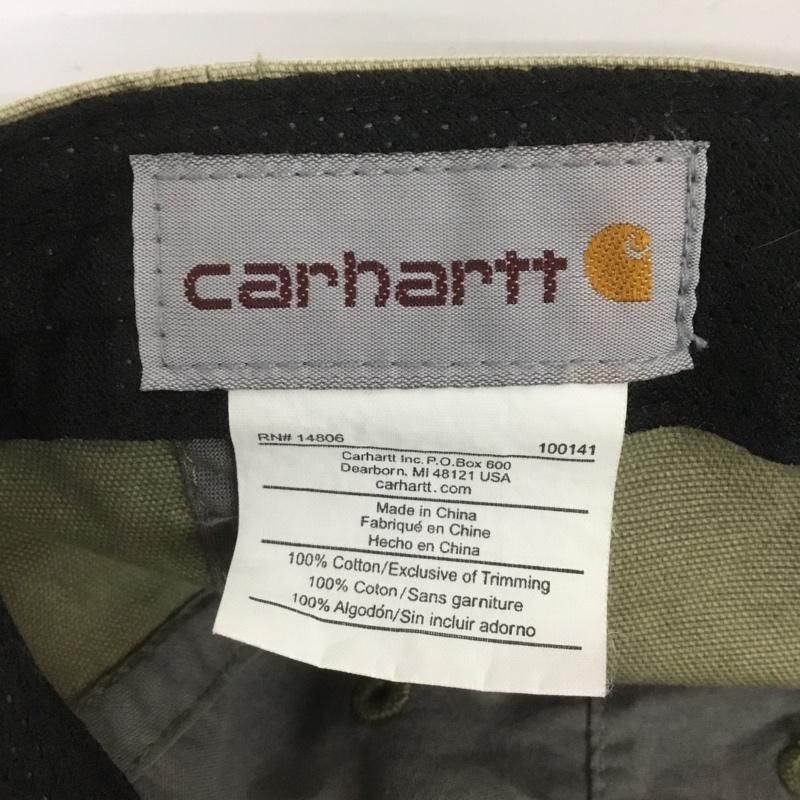 carhartt
RN# 14806 100141
Carhartt Inc. P.O.Box 600
Dearborn, MI 48121 USA
carhartt.com
Made in China
Fabriqué en Chine
Hecho en China
100% Cotton/Exclusive of Trimming
100% Coton/Sans garniture
100% Algodón/Sin incluir adorno